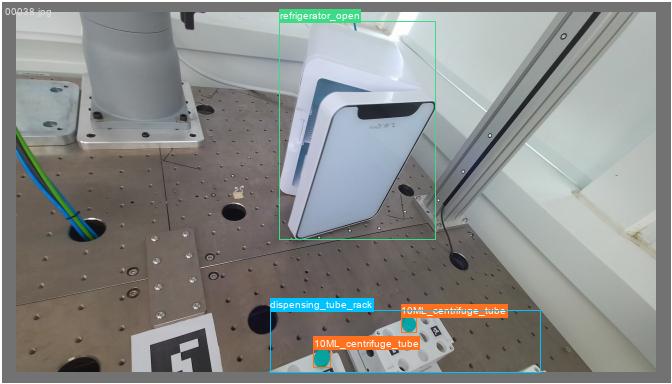 00038.jpg
refrigerator_open
dispensing_tube_rack
10ML_centrifuge_tube
10ML_centrifuge_tube